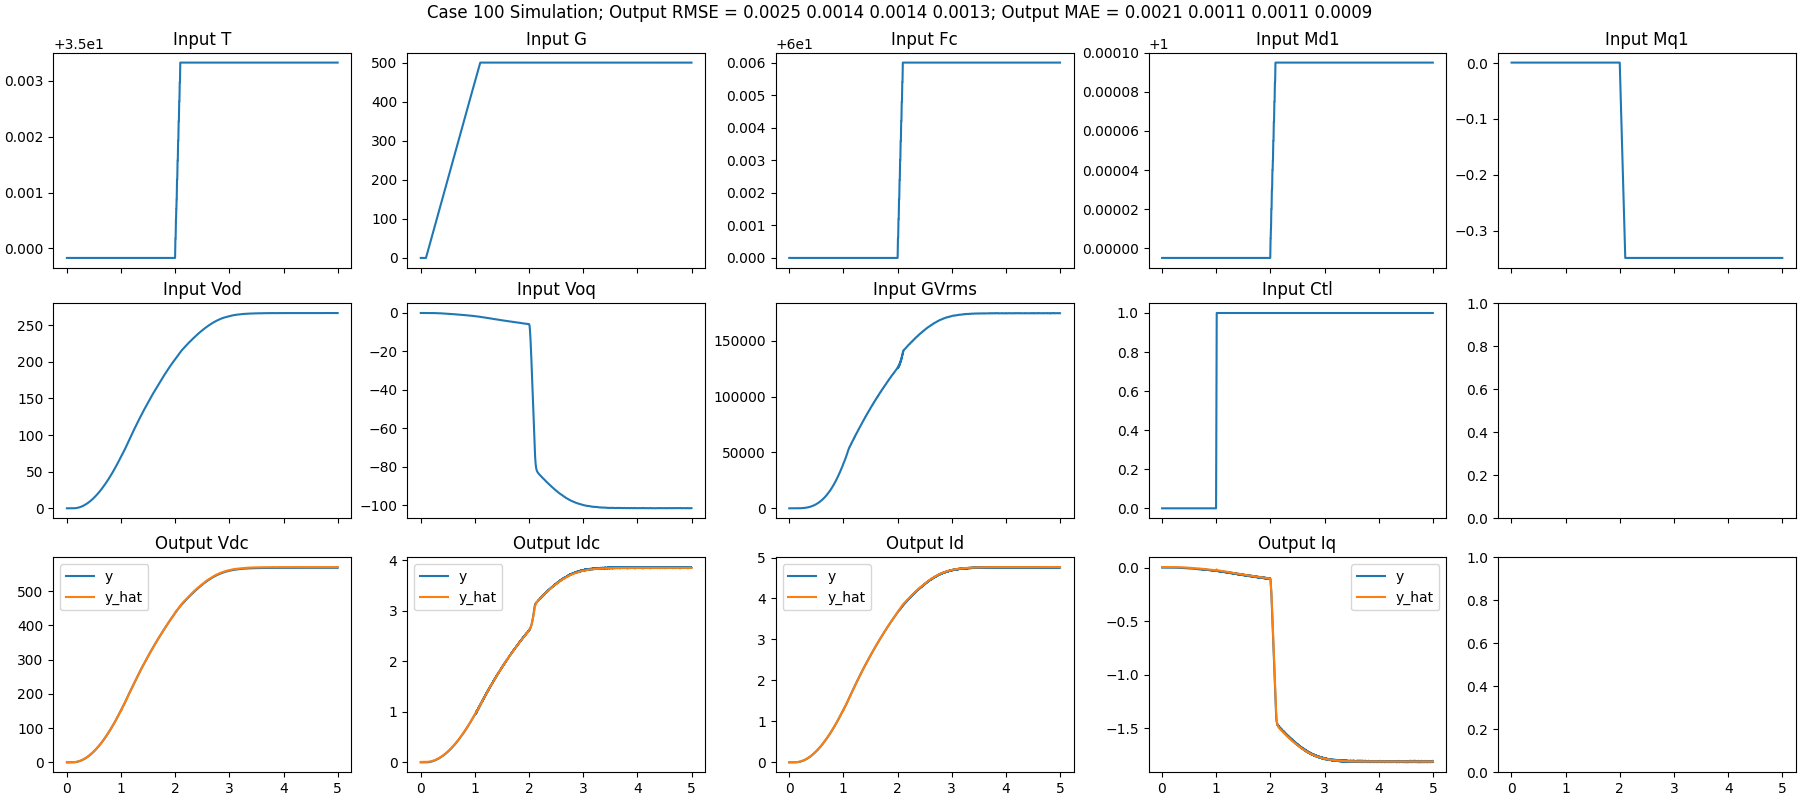 Case 100 Simulation; Output RMSE = 0.0025 0.0014 0.0014 0.0013; Output MAE = 0.0021 0.0011 0.0011 0.0009
Input T
+3.5e1
0.003
0.002
0.001
0.000
Input G
500
400
300
200
100
0
Input Fc
+6e1
0.006
0.005
0.004
0.003
0.002
0.001
0.000
Input Md1
+1
0.00010
0.00008
0.00006
0.00004
0.00002
0.00000
Input Mq1
0.0
−0.1
−0.2
−0.3
Input Vod
250
200
150
100
50
0
Input Voq
0
−20
−40
−60
−80
−100
Input GVrms
150000
100000
50000
0
Input Ctl
1.0
0.8
0.6
0.4
0.2
0.0
1.0
0.8
0.6
0.4
0.2
0.0
Output Vdc
y
y_hat
500
400
300
200
100
0
0 1 2 3 4 5
Output Idc
y
y_hat
4
3
2
1
0
0 1 2 3 4 5
Output Id
y
y_hat
5
4
3
2
1
0
0 1 2 3 4 5
Output Iq
y
y_hat
0.0
−0.5
−1.0
−1.5
0 1 2 3 4 5
1.0
0.8
0.6
0.4
0.2
0.0
0 1 2 3 4 5